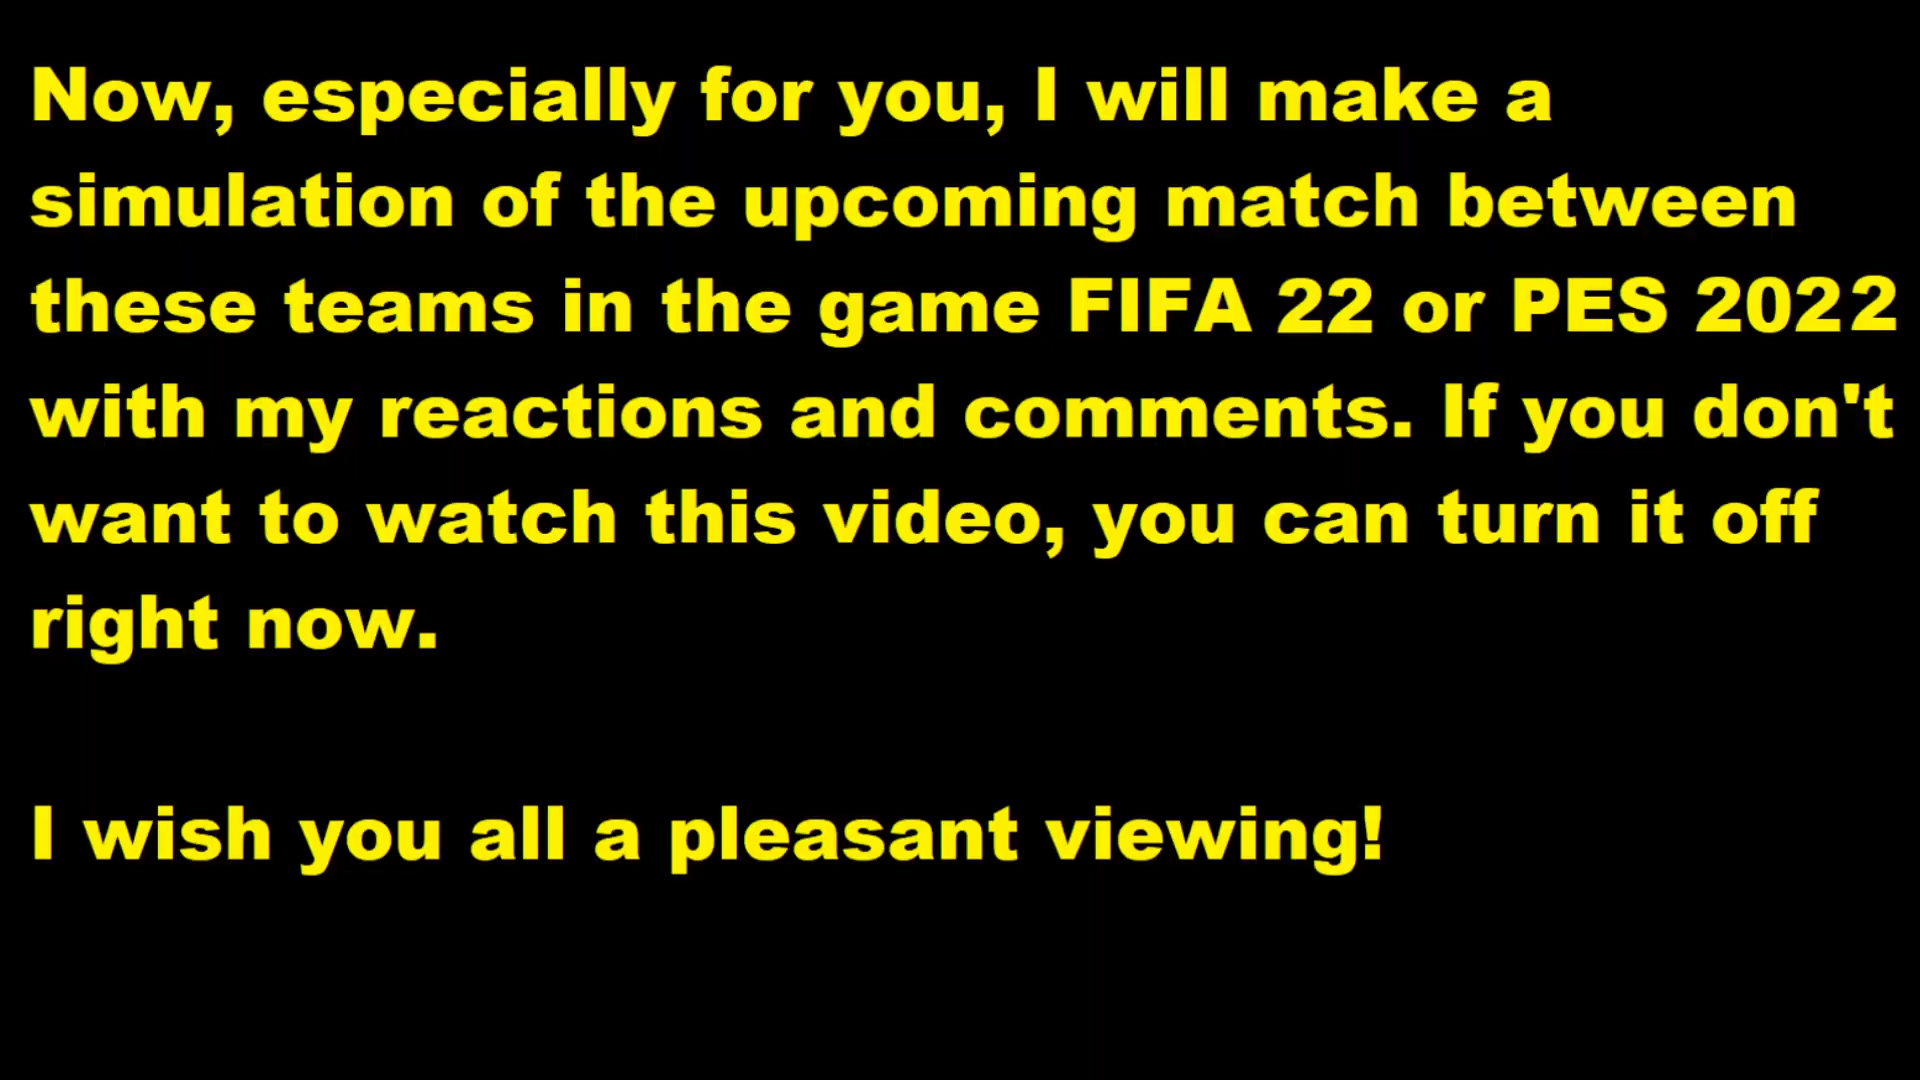 Now, especially for you, I will make a
simulation of the upcoming match between
these teams in the game FIFA 22 or PES 2022
with my reactions and comments. If you don't
want to watch this video, you can turn it off
right now.
I wish you all a pleasant viewing!